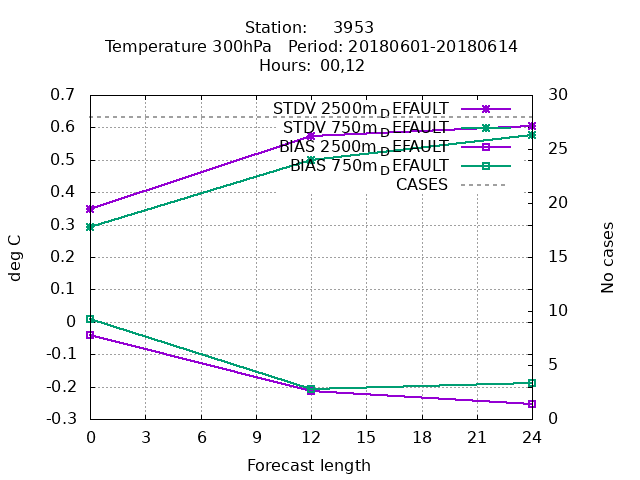 Station: 3953
Temperature 300hPa Period: 20180601-20180614
Hours: 00,12
0.7
0.6
0.5
0.4
0.3
0.2
0.1
0
-0.1
-0.2
-0.3
deg C
STDV 2500m_DEFAULT
STDV 750m_DEFAULT
BIAS 2500m_DEFAULT
BIAS 750m_DEFAULT
CASES
30
25
20
15
10
5
0
No cases
0 3 6 9 12 15 18 21 24
Forecast length